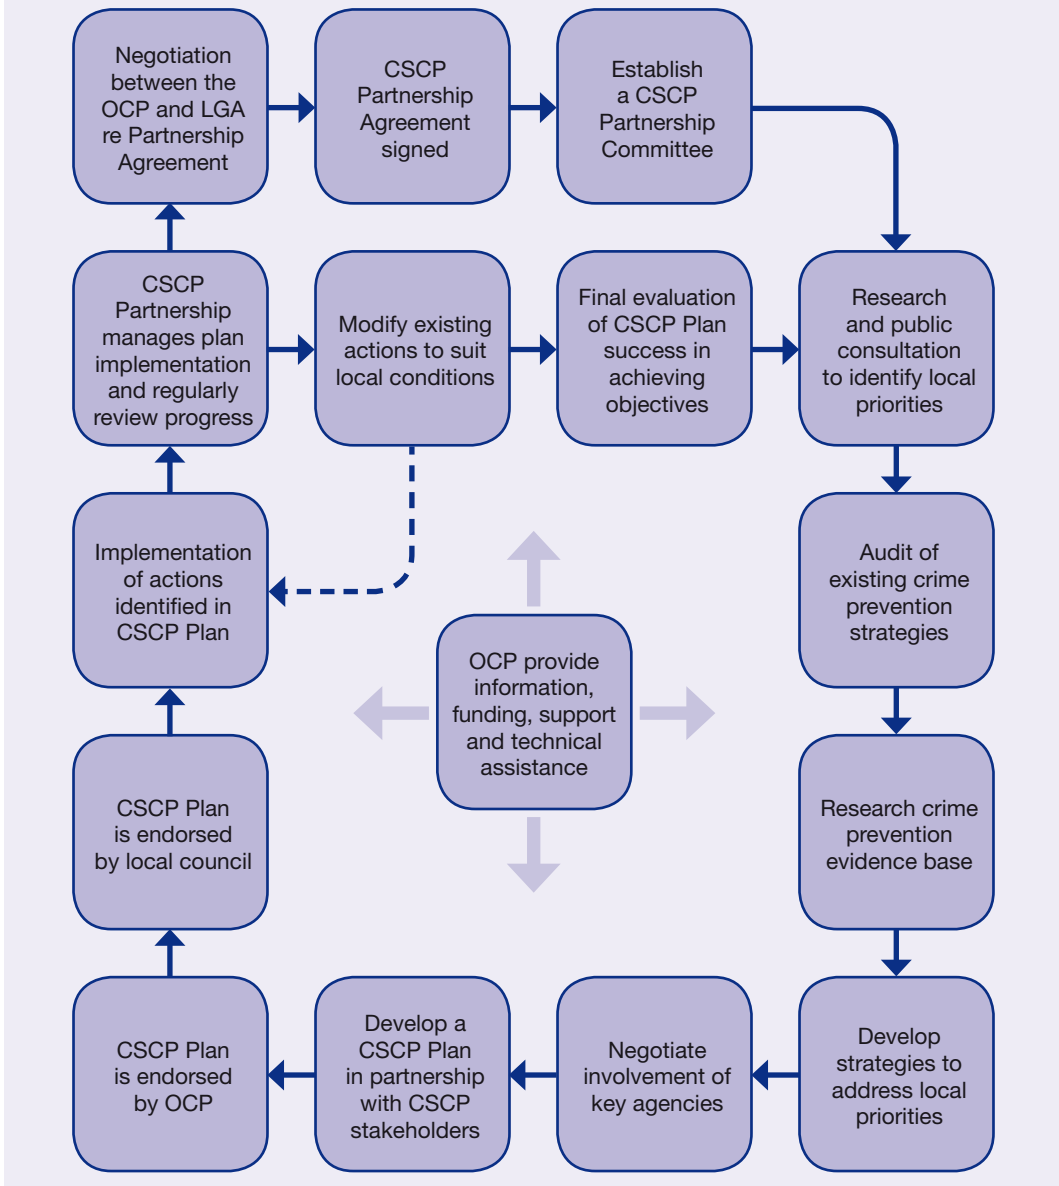 Negotiation
between the
OCP and LGA
re Partnership
Agreement
CSCP
Partnership
Agreement
signed
Establish
a CSCP
Partnership
Committee
CSCP
Partnership
manages plan
implementation
and regularly
review progress
Modify existing
actions to suit
local conditions
Final evaluation
of CSCP Plan
success in
achieving
objectives
Research
and public
consultation
to identify local
priorities
Implementation
of actions
identified in
CSCP Plan
Audit of
existing crime
prevention
strategies
OCP provide
information,
funding, support
and technical
assistance
CSCP Plan
is endorsed
by local council
Research crime
prevention
evidence base
CSCP Plan
is endorsed
by OCP
Develop a
CSCP Plan
in partnership
with CSCP
stakeholders
Negotiate
involvement of
key agencies
Develop
strategies to
address local
priorities